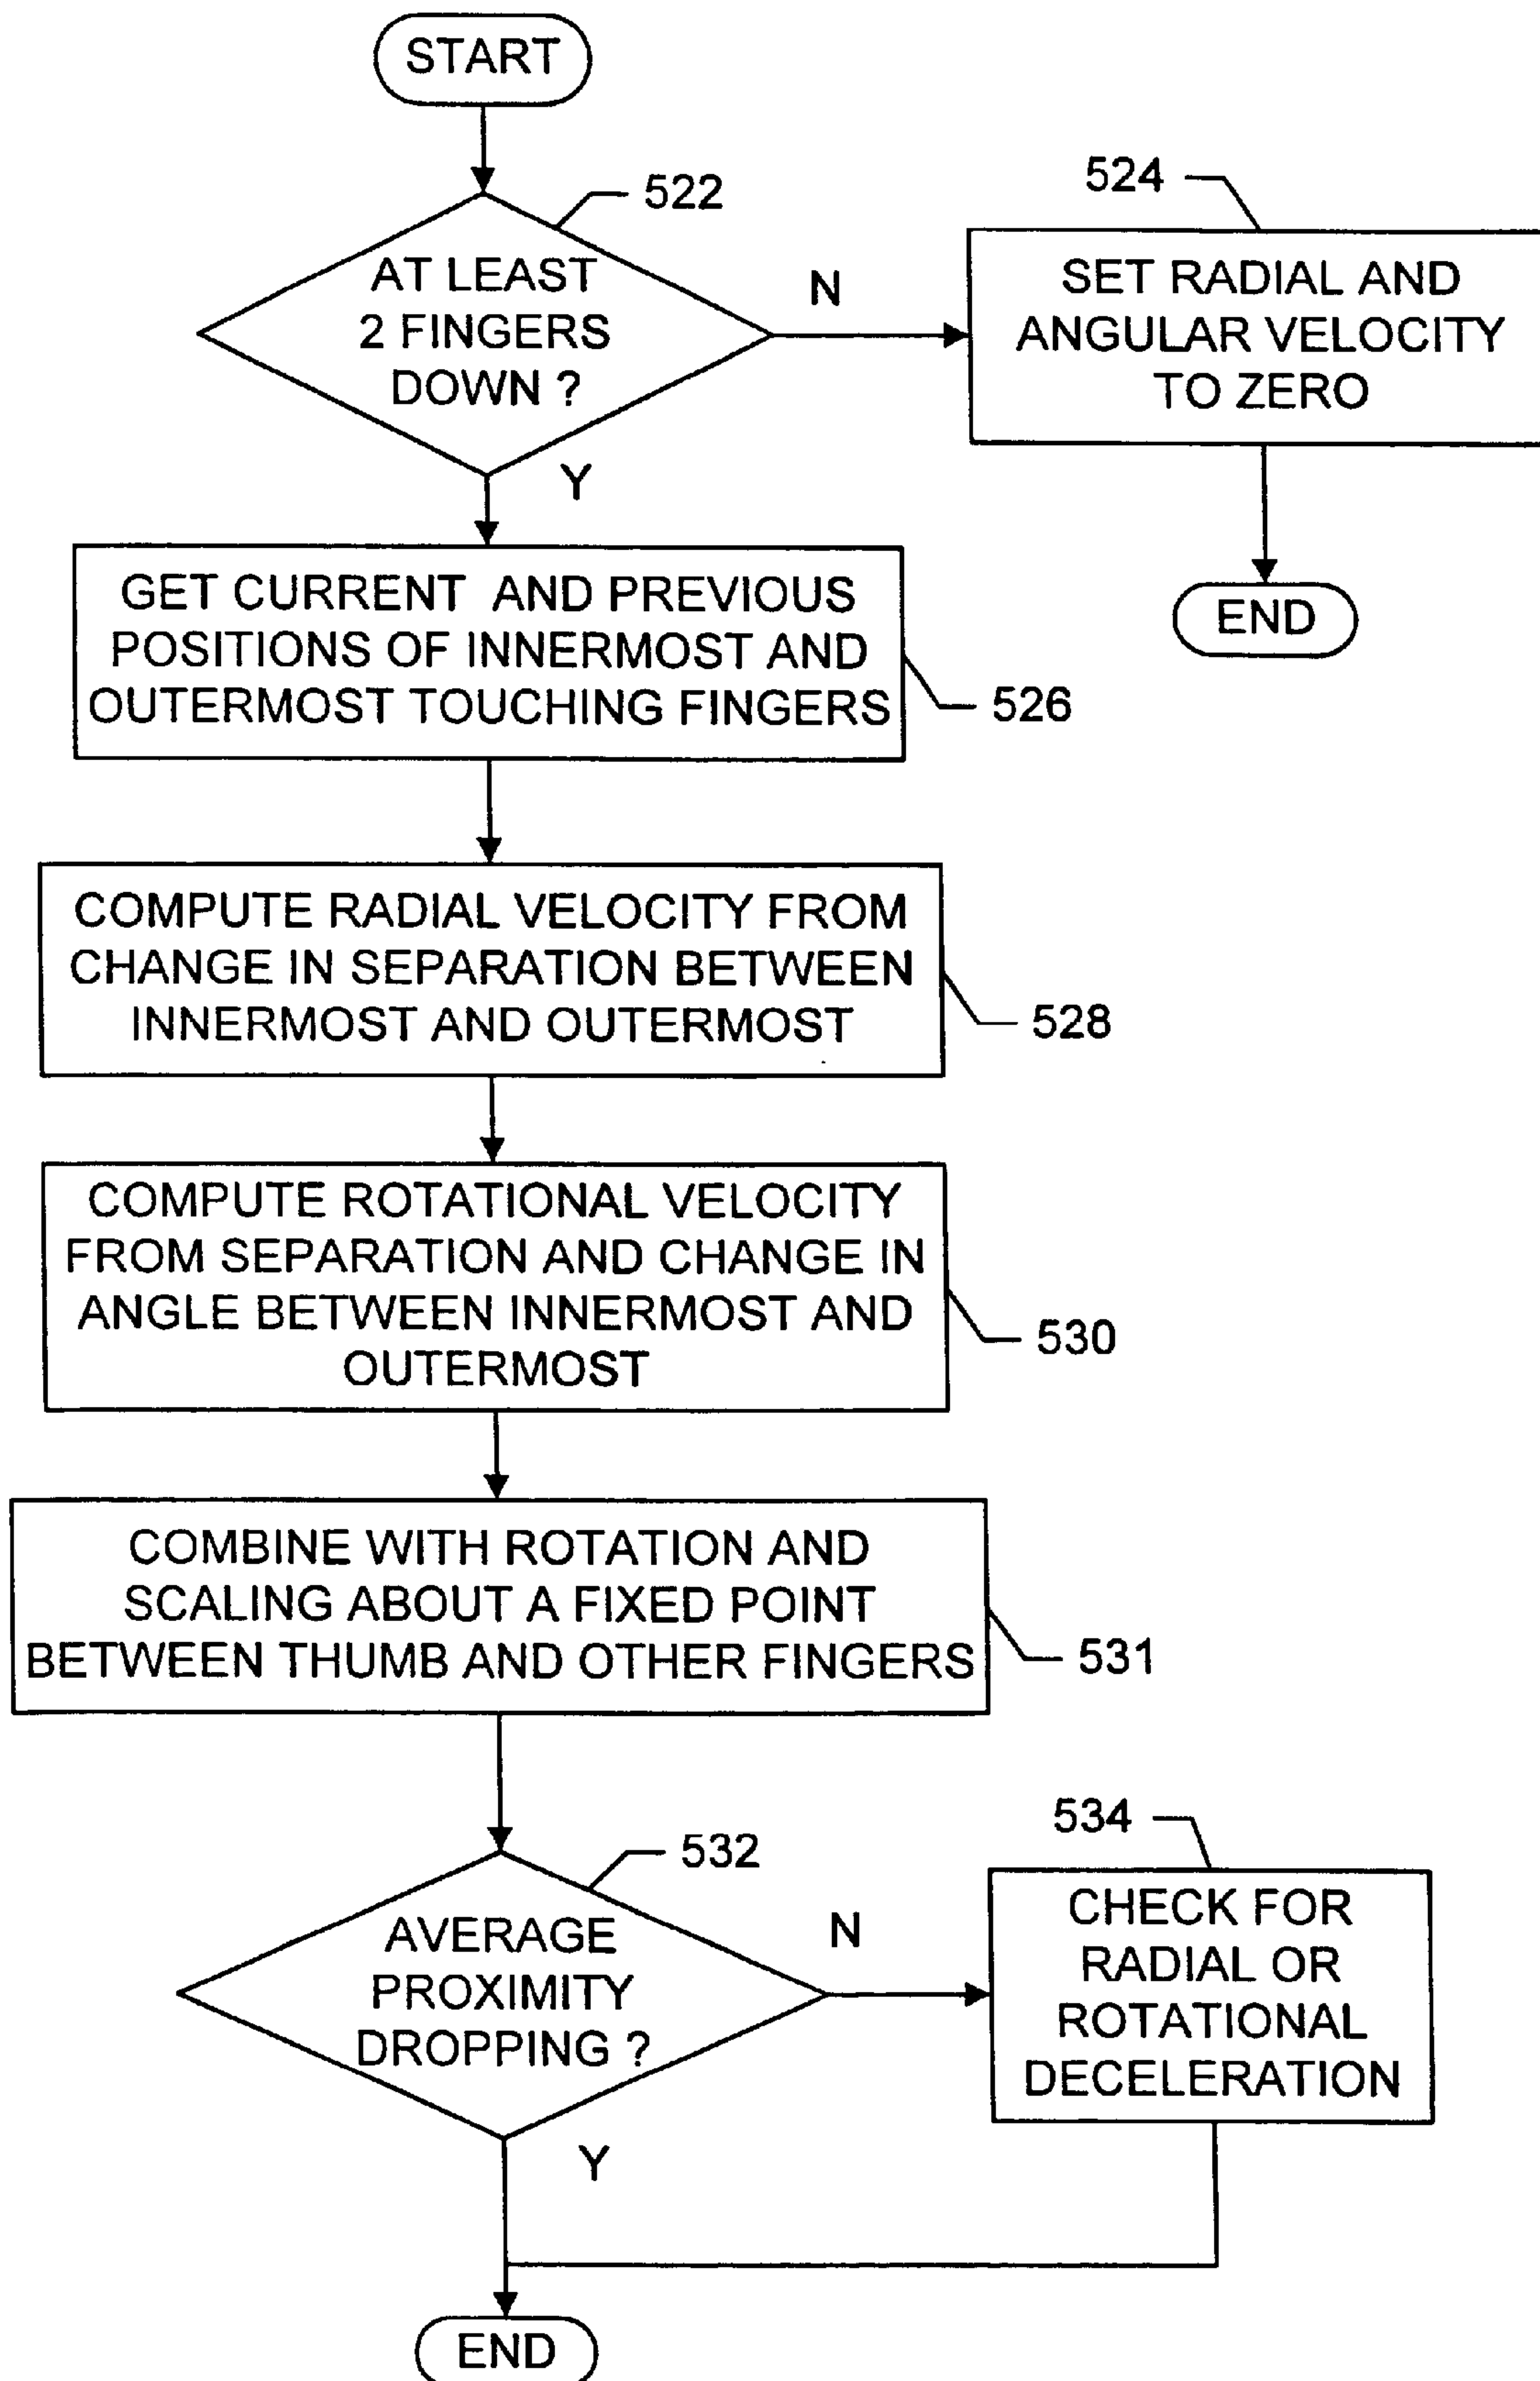 START
522
AT LEAST
2 FINGERS
DOWN ?
N
524
SET RADIAL AND
ANGULAR VELOCITY
TO ZERO
END
Y
GET CURRENT AND PREVIOUS
POSITIONS OF INNERMOST AND
OUTERMOST TOUCHING FINGERS
526
COMPUTE RADIAL VELOCITY FROM
CHANGE IN SEPARATION BETWEEN
INNERMOST AND OUTERMOST
528
COMPUTE ROTATIONAL VELOCITY
FROM SEPARATION AND CHANGE IN
ANGLE BETWEEN INNERMOST AND
OUTERMOST
530
COMBINE WITH ROTATION AND
SCALING ABOUT A FIXED POINT
BETWEEN THUMB AND OTHER FINGERS
531
532
AVERAGE
PROXIMITY
DROPPING ?
N
534
CHECK FOR
RADIAL OR
ROTATIONAL
DECELERATION
Y
END